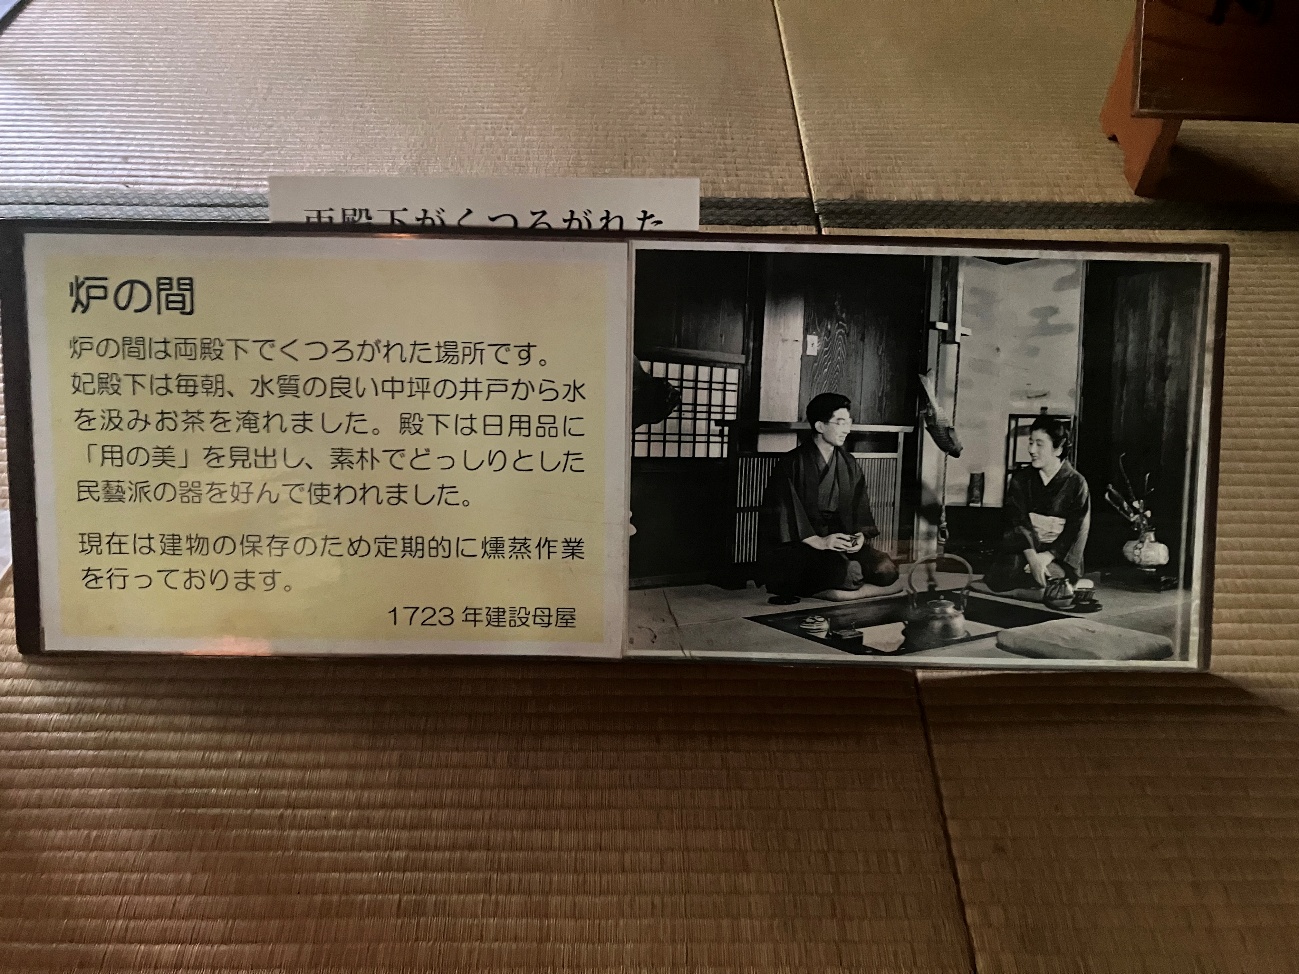 両殿下がくつろがれた
炉の間
炉の間は両殿下でくつろがれた場所です。
妃殿下は毎朝、水質の良い中坪の井戸から水
を汲みお茶を淹れました。殿下は日用品に
「用の美」を見出し、素朴でどっしりとした
民藝派の器を好んで使われました。
現在は建物の保存のため定期的に燻蒸作業
を行っております。
1723年建設母屋